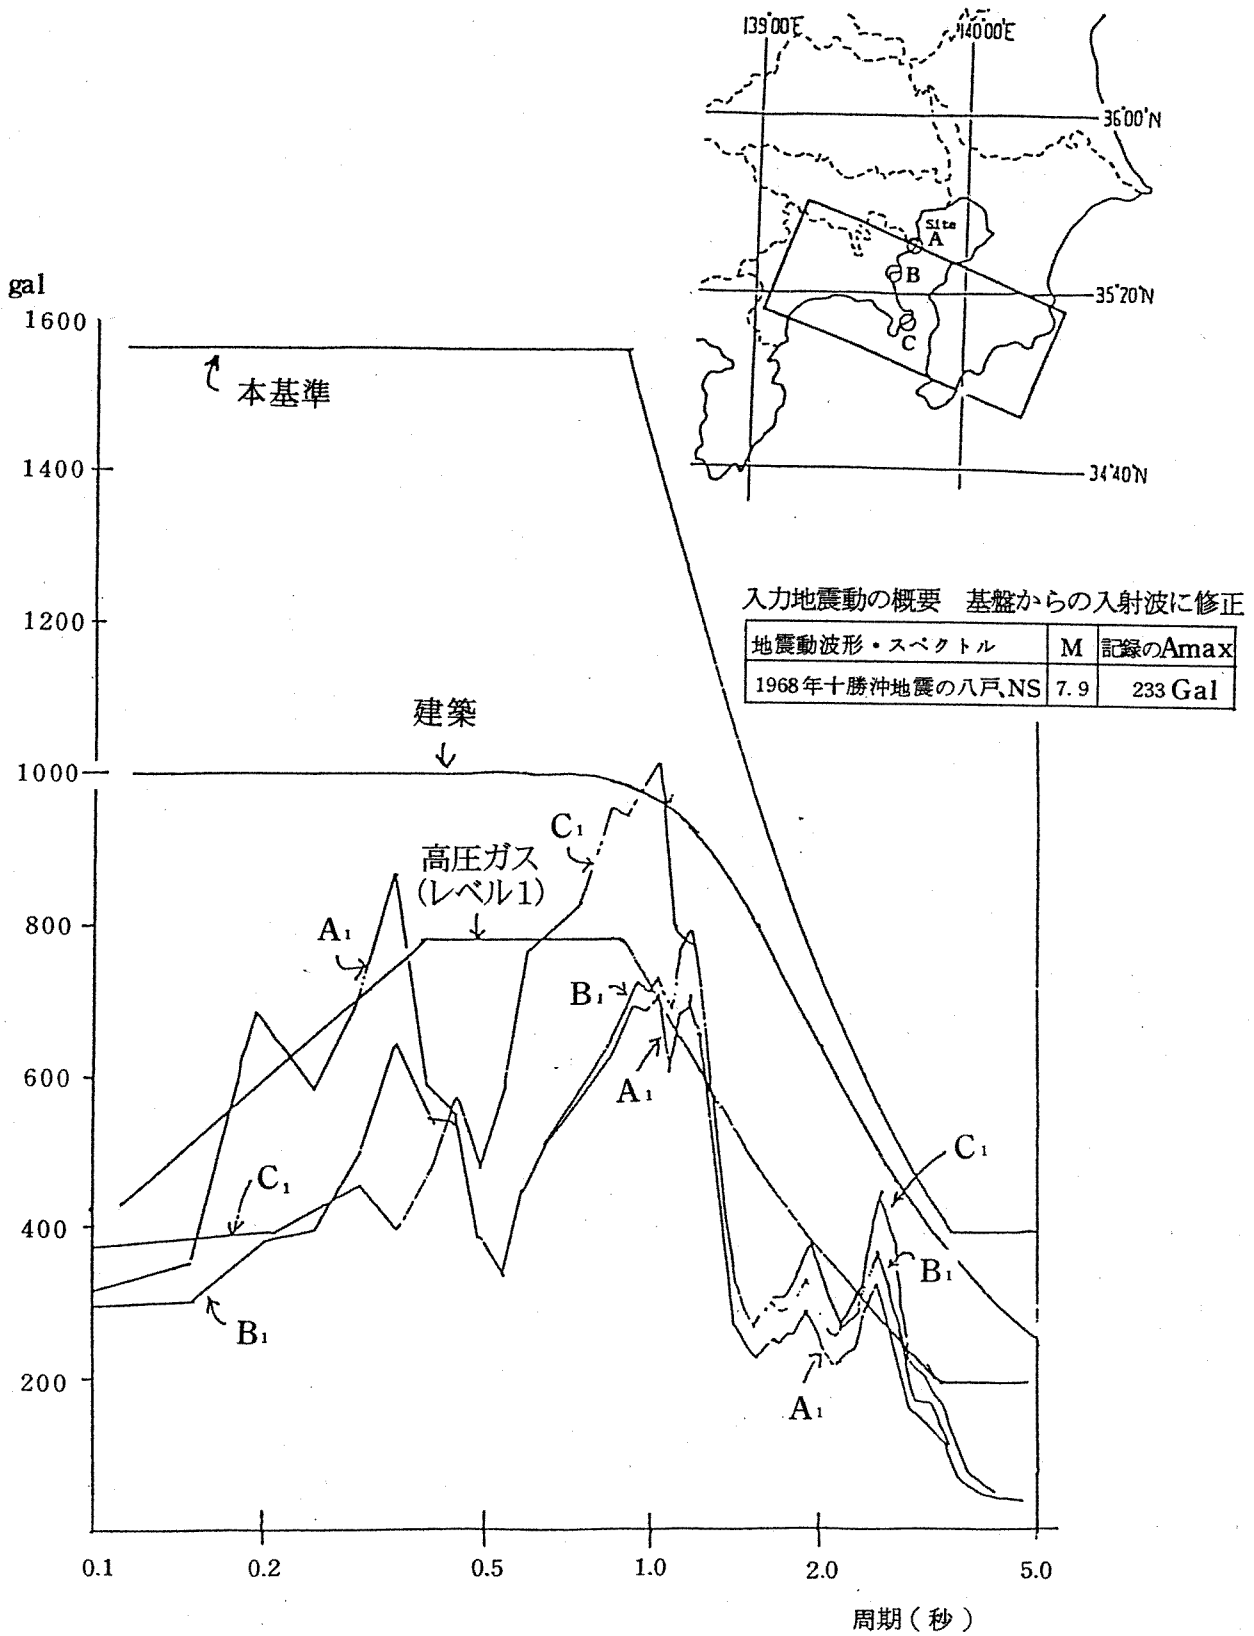 139°00'E
140°00'E
36°00'N
Site
A
B
35°20'N
C
34°40'N
gal
1600
本基準
1400
1200
入力地震動の概要 基盤からの入射波に修正
地震動波形・スペクトル M 記録のAmax
1968年十勝沖地震の八戸、NS 7.9 233 Gal
建築
1000
C1
高圧ガス
(レベル1)
800
A1
B1
A1
600
C1
C1
400
B1
B1
200
A1
0.1 0.2 0.5 1.0 2.0 5.0
周期(秒)